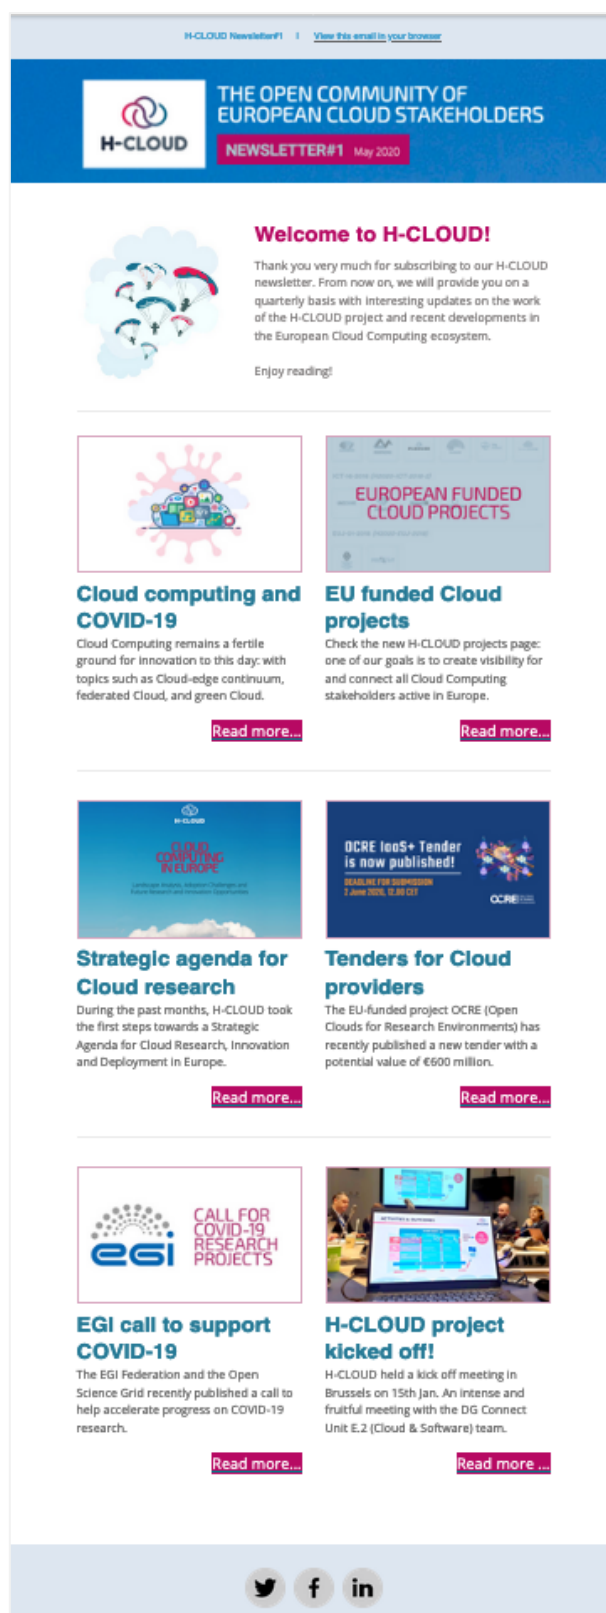 H-CLOUD Newsletter#1 | View this email in your browser
H-CLOUD
THE OPEN COMMUNITY OF
EUROPEAN CLOUD STAKEHOLDERS
NEWSLETTER#1 May 2020
Welcome to H-CLOUD!
Thank you very much for subscribing to our H-CLOUD
newsletter. From now on, we will provide you on a
quarterly basis with interesting updates on the work
of the H-CLOUD project and recent developments in
the European Cloud Computing ecosystem.
Enjoy reading!
Cloud computing and
COVID-19
Cloud Computing remains a fertile
ground for innovation to this day: with
topics such as Cloud-edge continuum,
federated Cloud, and green Cloud.
Read more...
EUROPEAN FUNDED
CLOUD PROJECTS
EU funded Cloud
projects
Check the new H-CLOUD projects page:
one of our goals is to create visibility for
and connect all Cloud Computing
stakeholders active in Europe.
Read more...
H-CLOUD
CLOUD
COMPUTING
IN EUROPE
Landscape Analysis, Adoption Challenges and
Future Research and Innovation Opportunities
Strategic agenda for
Cloud research
During the past months, H-CLOUD took
the first steps towards a Strategic
Agenda for Cloud Research, Innovation
and Deployment in Europe.
Read more...
OCRE IaaS+ Tender
is now published!
DEADLINE FOR SUBMISSION
2 June 2020, 12.00 CET
OCRE
Tenders for Cloud
providers
The EU-funded project OCRE (Open
Clouds for Research Environments) has
recently published a new tender with a
potential value of €600 million.
Read more...
egi
CALL FOR
COVID-19
RESEARCH
PROJECTS
EGI call to support
COVID-19
The EGI Federation and the Open
Science Grid recently published a call to
help accelerate progress on COVID-19
research.
Read more...
H-CLOUD project
kicked off!
H-CLOUD held a kick off meeting in
Brussels on 15th Jan. An intense and
fruitful meeting with the DG Connect
Unit E.2 (Cloud & Software) team.
Read more ...